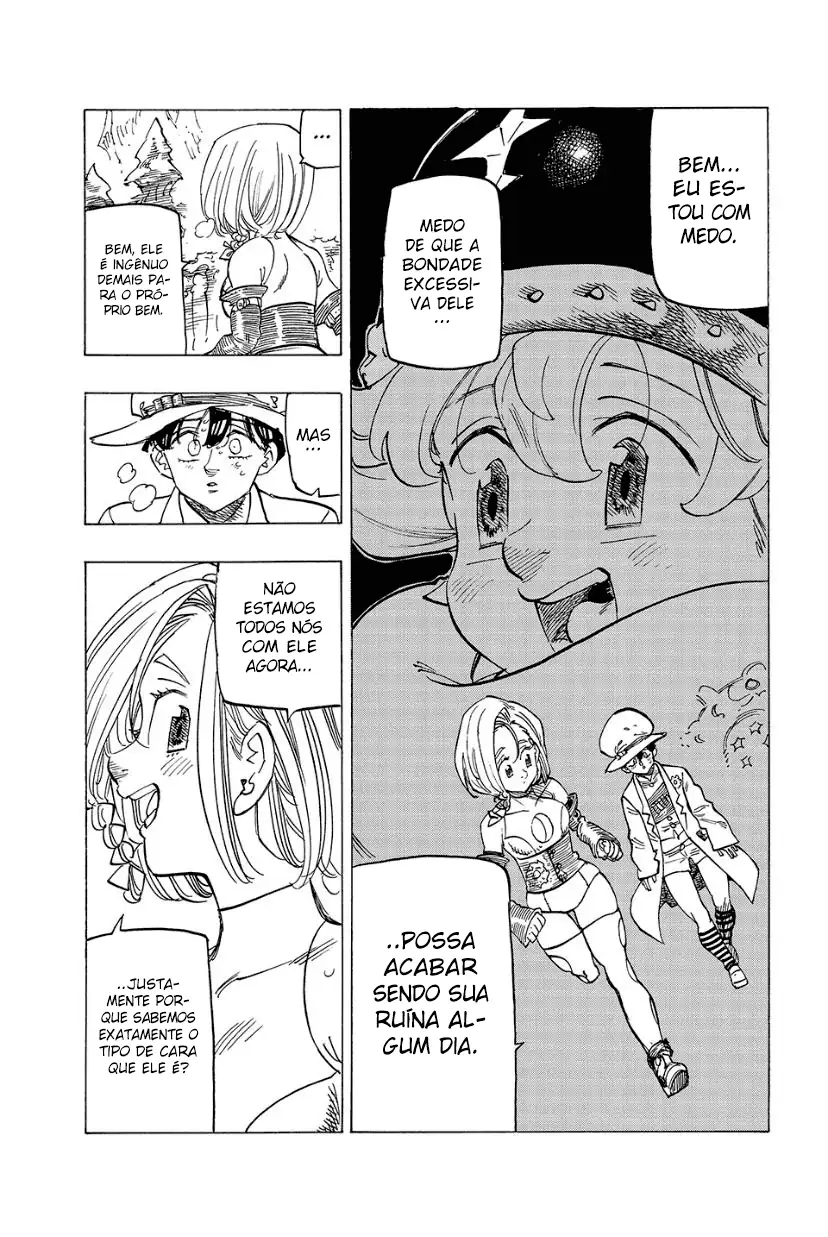 BEM...
EU ES-
TOU COM
MEDO.
MEDO
DE QUE A
BONDADE
EXCESSI-
VA DELE
...
..POSSA
ACABAR
SENDO SUA
RUÍNA AL-
GUM DIA.
...
BEM, ELE
É INGÊNUO
DEMAIS PA-
RA O PRÓ-
PRIO BEM.
MAS
...
NÃO
ESTAMOS
TODOS NÓS
COM ELE
AGORA...
..JUSTA-
MENTE POR-
QUE SABEMOS
EXATAMENTE O
TIPO DE CARA
QUE ELE É?